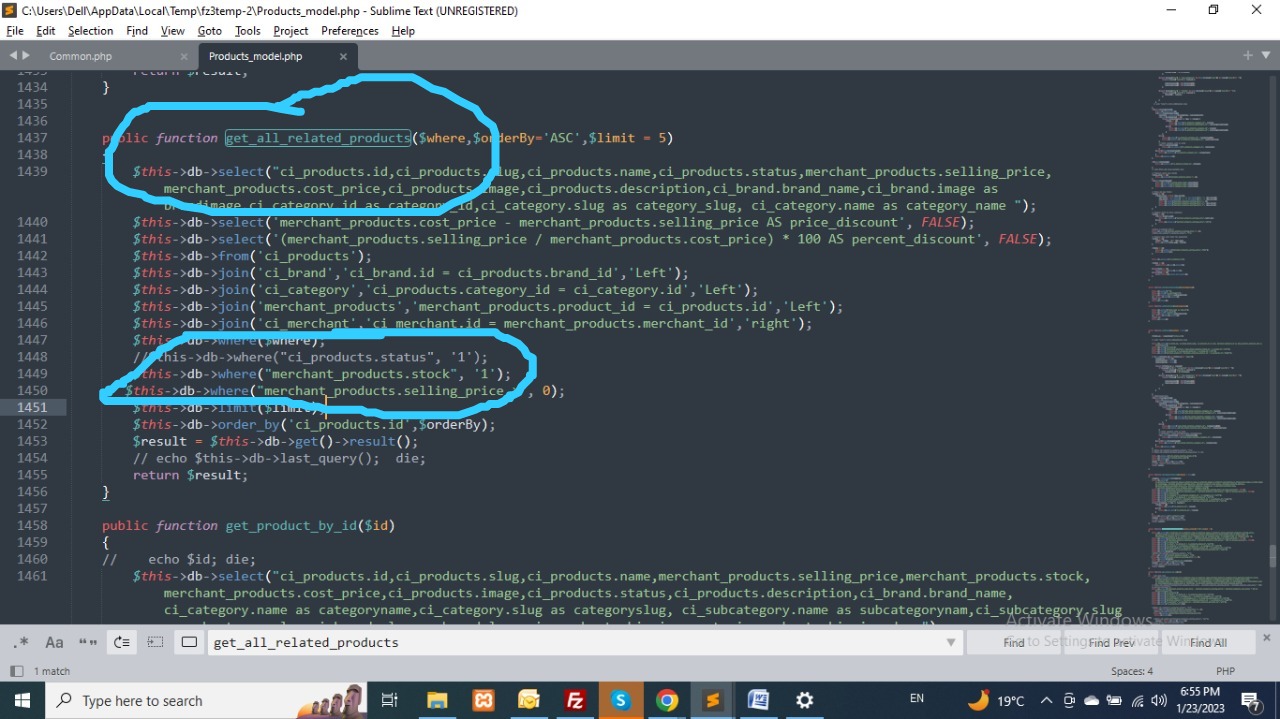 C:\Users\Dell\AppData\Local\Temp\fz3temp-2\Products_model.php - Sublime Text (UNREGISTERED)
File Edit Selection Find View Goto Tools Project Preferences Help
Common.php Products_model.php
1434 }
1435
1436
1437 public function get_all_related_products($where,$orderBy='ASC',$limit = 5)
1438
1439 $this->db->select("ci_products.id,ci_products.slug,ci_products.name,ci_products.status,merchant_products.selling_price,
merchant_products.cost_price,ci_products.image,ci_products.description,ci_brand.brand_name,ci_brand.image as
brandimage,ci_category.id as category_id,ci_category.slug as category_slug, ci_category.name as category_name ");
1440 $this->db->select('merchant_products.cost_price - merchant_products.selling_price AS price_discount', FALSE);
1441 $this->db->select('(merchant_products.selling_price / merchant_products.cost_price) * 100 AS percent_discount', FALSE);
1442 $this->db->from('ci_products');
1443 $this->db->join('ci_brand','ci_brand.id = ci_products.brand_id','Left');
1444 $this->db->join('ci_category','ci_products.category_id = ci_category.id','Left');
1445 $this->db->join('merchant_products','merchant_products.product_id = ci_products.id','Left');
1446 $this->db->join('ci_merchant','ci_merchant.id = merchant_products.merchant_id','right');
1447 $this->db->where($where);
1448 //$this->db->where("ci_products.status", '1');
1449 $this->db->where("merchant_products.stock", '1');
1450 $this->db->where("merchant_products.selling_price ", 0);
1451 $this->db->limit($limit);
1452 $this->db->order_by('ci_products.id',$orderBy);
1453 $result = $this->db->get()->result();
1454 // echo $this->db->last_query(); die;
1455 return $result;
1456 }
1457
1458 public function get_product_by_id($id)
1459 {
1460 // echo $id; die;
1461 $this->db->select("ci_products.id,ci_products.slug,ci_products.name,merchant_products.selling_price,merchant_products.stock,
merchant_products.cost_price,ci_products.image,ci_products.status,ci_products.description,ci_brand.brand_name,
ci_category.name as categoryname,ci_category.slug as categoryslug, ci_subcategory.name as subcategorynam,ci_subcategory.slug
Activate Windows
Go to Settings to activate Windows.
.* Aa “” get_all_related_products Find Find Prev Find All
1 match Spaces: 4 PHP
Type here to search EN 19°C 6:55 PM
1/23/2023 7